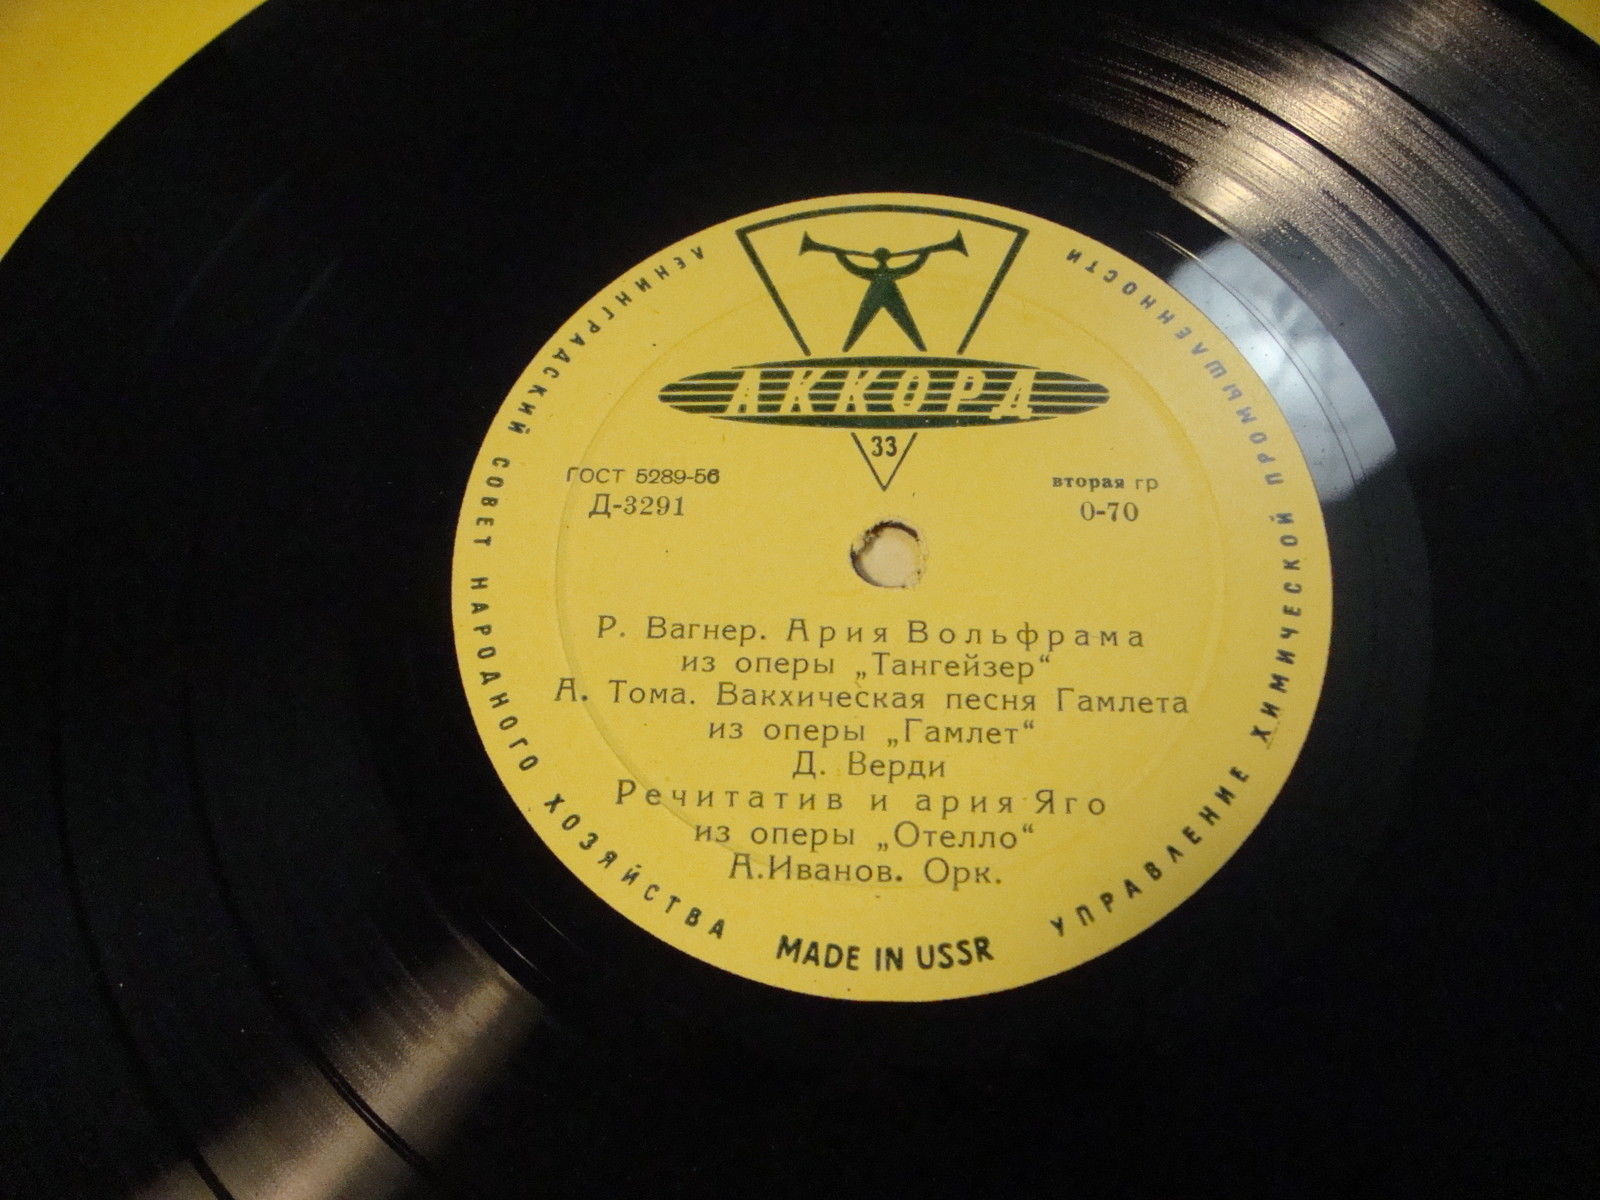 ЛЕНИНГРАДСКИЙ СОВЕТ НАРОДНОГО ХОЗЯЙСТВА
УПРАВЛЕНИЕ ХИМИЧЕСКОЙ ПРОМЫШЛЕННОСТИ
АККОРД
33
ГОСТ 5289-56
Д-3291
вторая гр
0-70
Р. Вагнер. Ария Вольфрама
из оперы „Тангейзер“
А. Тома. Вакхическая песня Гамлета
из оперы „Гамлет“
Д. Верди
Речитатив и ария Яго
из оперы „Отелло“
А.Иванов. Орк.
MADE IN USSR